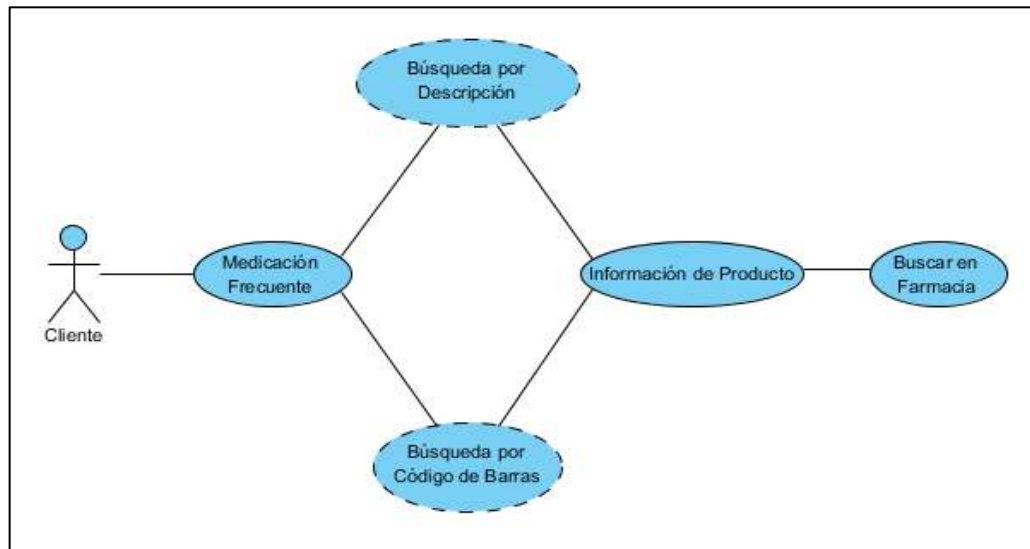 Búsqueda por
Descripción
Cliente
Medicación
Frecuente
Información de Producto
Buscar en
Farmacia
Búsqueda por
Código de Barras